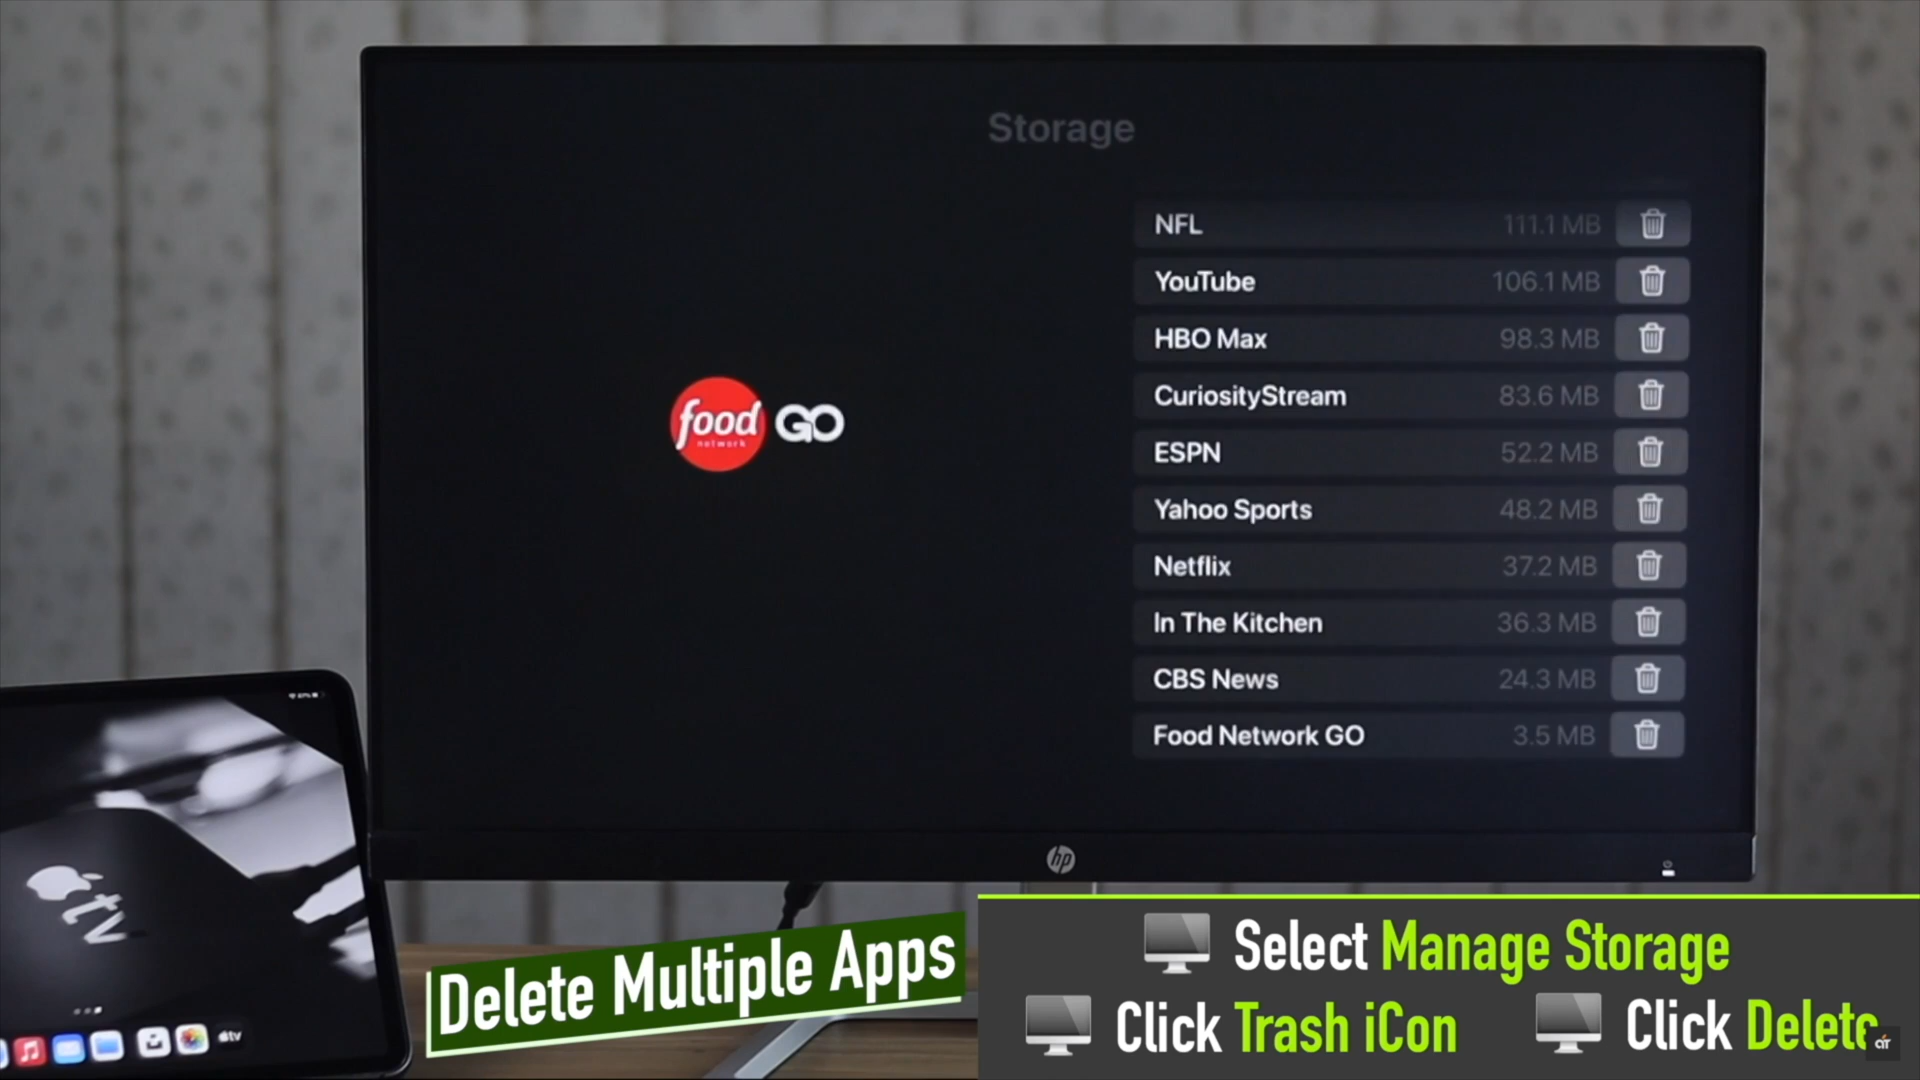 Storage
NFL 111.1 MB
YouTube 106.1 MB
HBO Max 98.3 MB
CuriosityStream 83.6 MB
ESPN 52.2 MB
Yahoo Sports 48.2 MB
Netflix 37.2 MB
In The Kitchen 36.3 MB
CBS News 24.3 MB
Food Network GO 3.5 MB
food GO
network
hp
tv
tv
Delete Multiple Apps
Select Manage Storage
Click Trash iCon
Click Delete